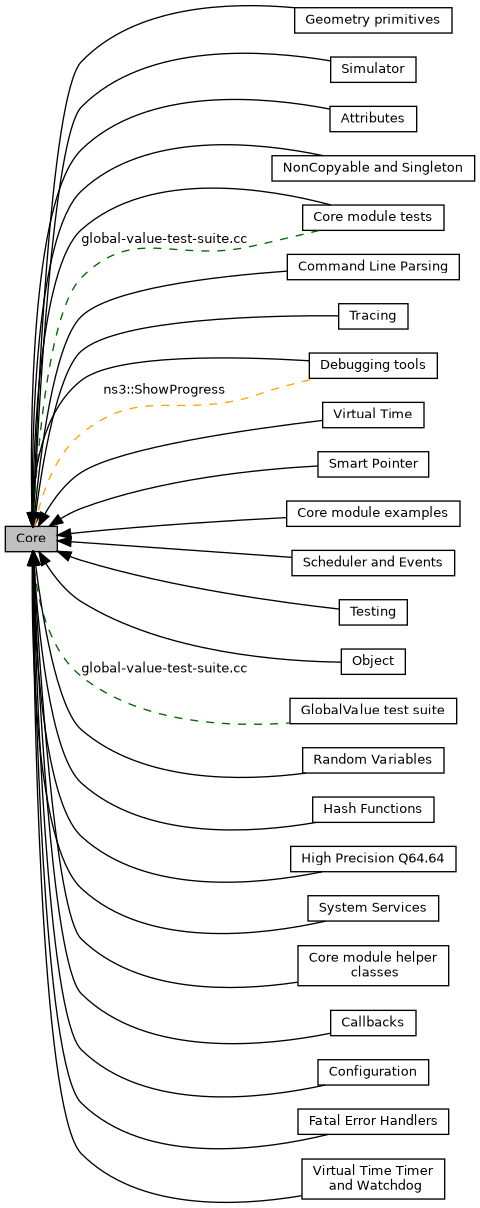 Geometry primitives
Simulator
Attributes
NonCopyable and Singleton
Core module tests
global-value-test-suite.cc
Command Line Parsing
Tracing
Debugging tools
ns3::ShowProgress
Virtual Time
Smart Pointer
Core module examples
Core
Scheduler and Events
Testing
Object
global-value-test-suite.cc
GlobalValue test suite
Random Variables
Hash Functions
High Precision Q64.64
System Services
Core module helper
classes
Callbacks
Configuration
Fatal Error Handlers
Virtual Time Timer
and Watchdog